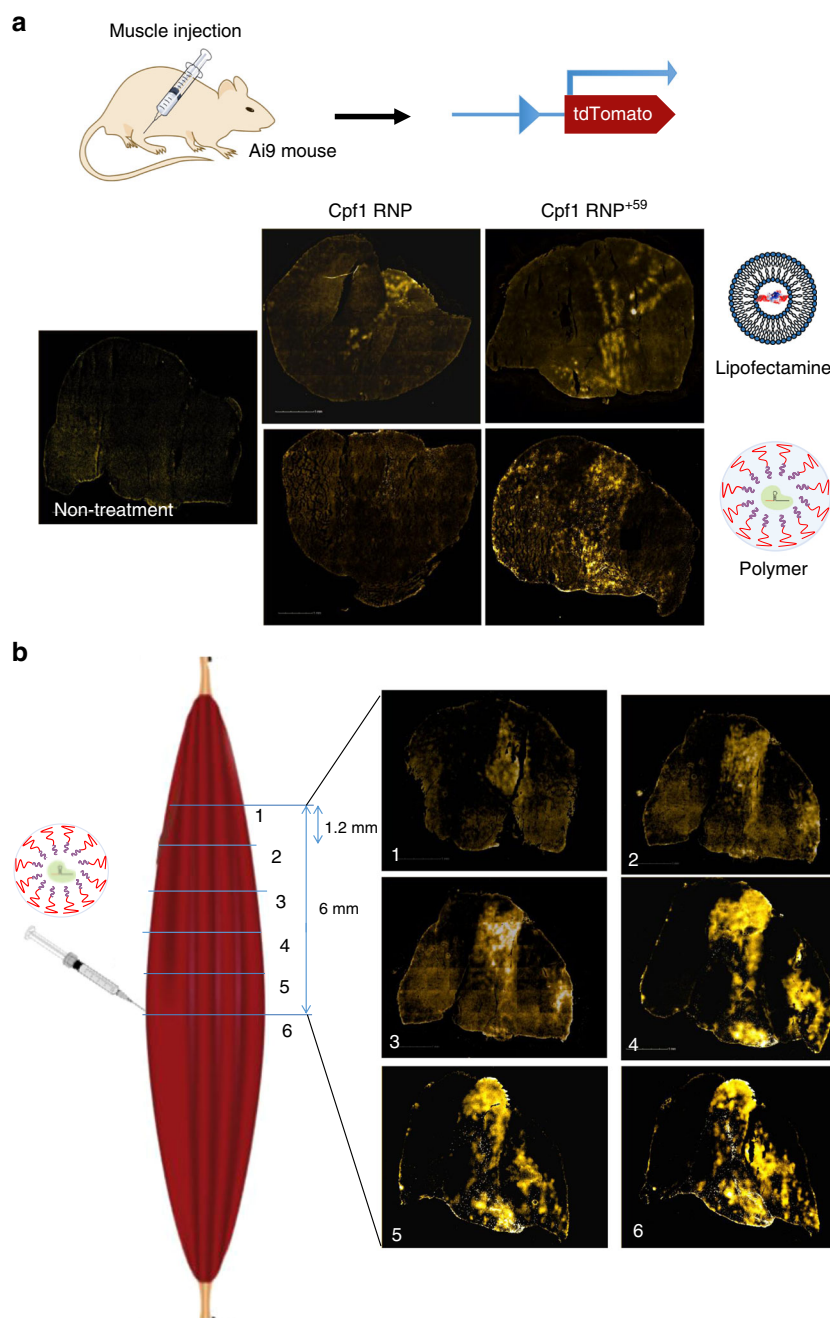 a
Muscle injection
Ai9 mouse
tdTomato
Cpf1 RNP
Cpf1 RNP+59
Non-treatment
Lipofectamine
Polymer
b
1
1.2 mm
2
3
6 mm
4
5
6
1
2
3
4
5
6